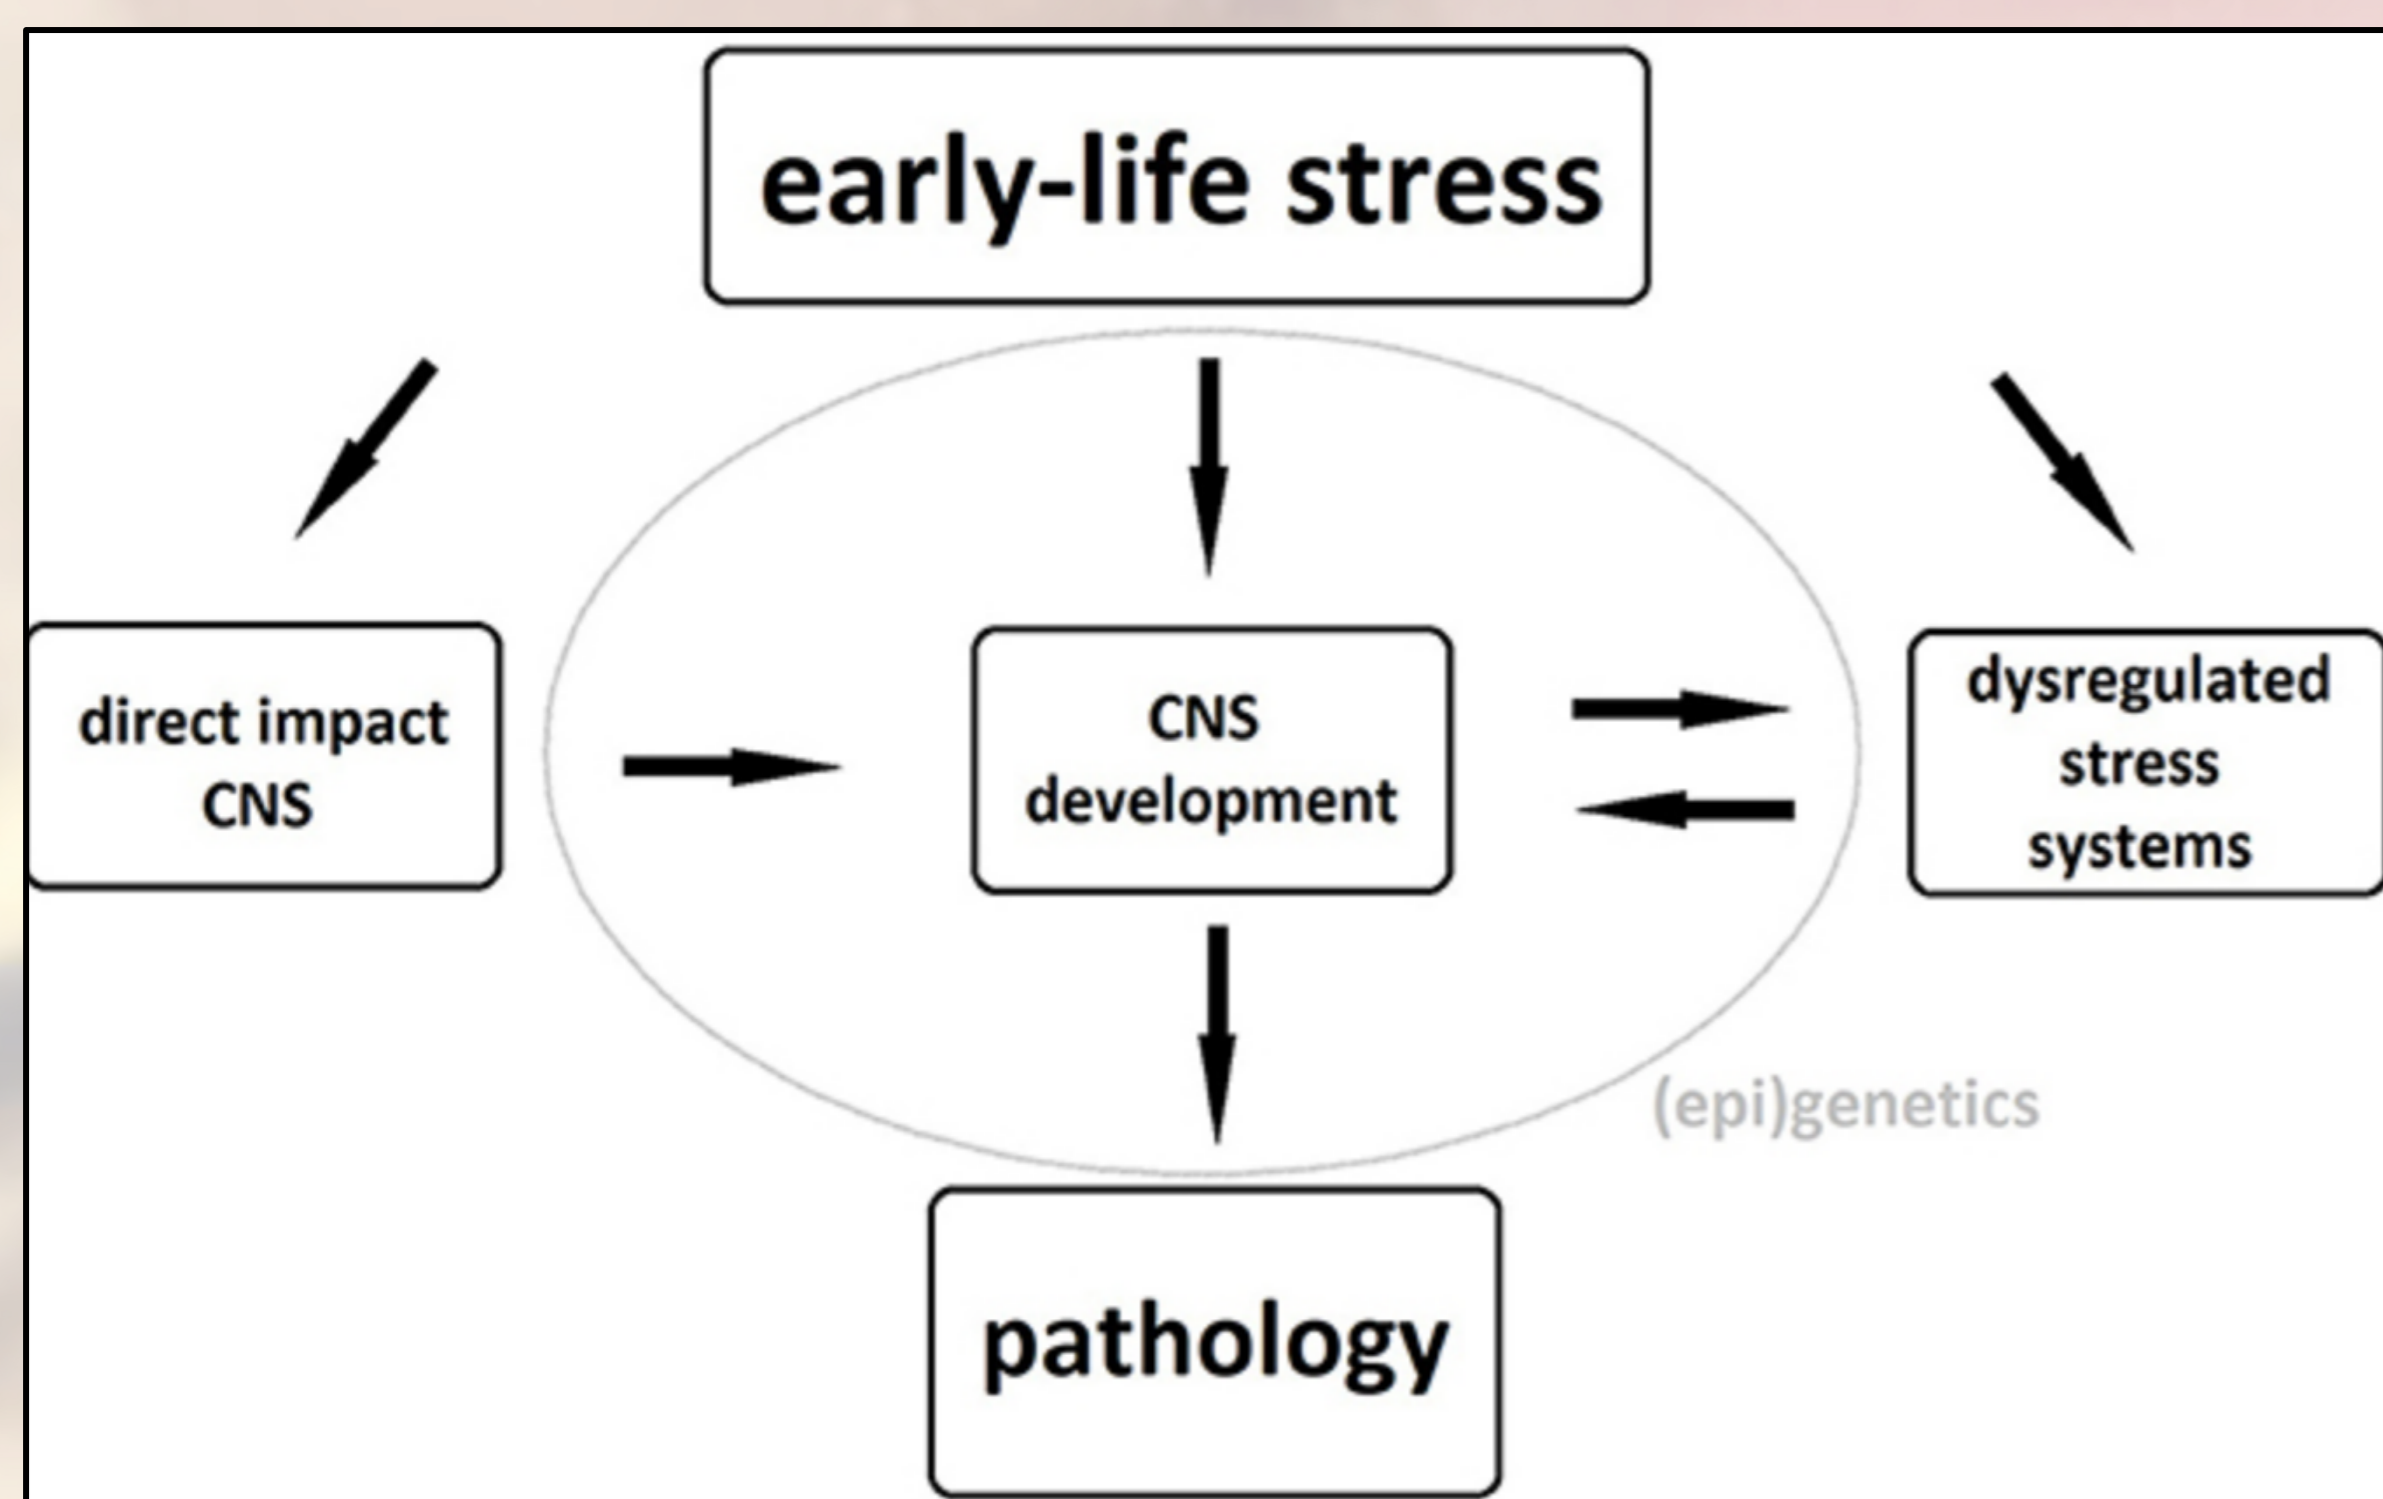 early-life stress
direct impact
CNS
CNS
development
dysregulated
stress
systems
(epi)genetics
pathology